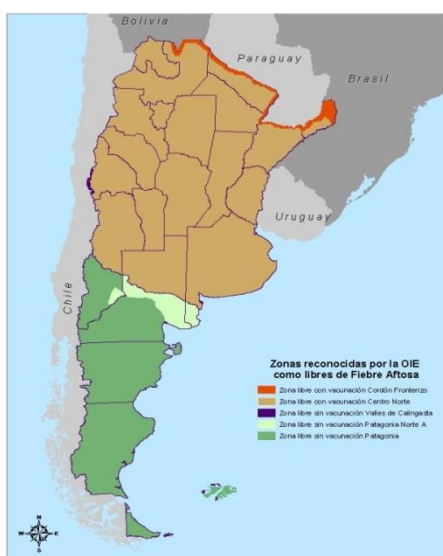 Bolivia
Paraguay
Brasil
Uruguay
Chile
Zonas reconocidas por la OIE
como libres de Fiebre Aftosa
Zona libre con vacunación Cordón Fronterizo
Zona libre con vacunación Centro Norte
Zona libre sin vacunación Valles de Calingasta
Zona libre sin vacunación Patagonia Norte A
Zona libre sin vacunación Patagonia
N
W E
S